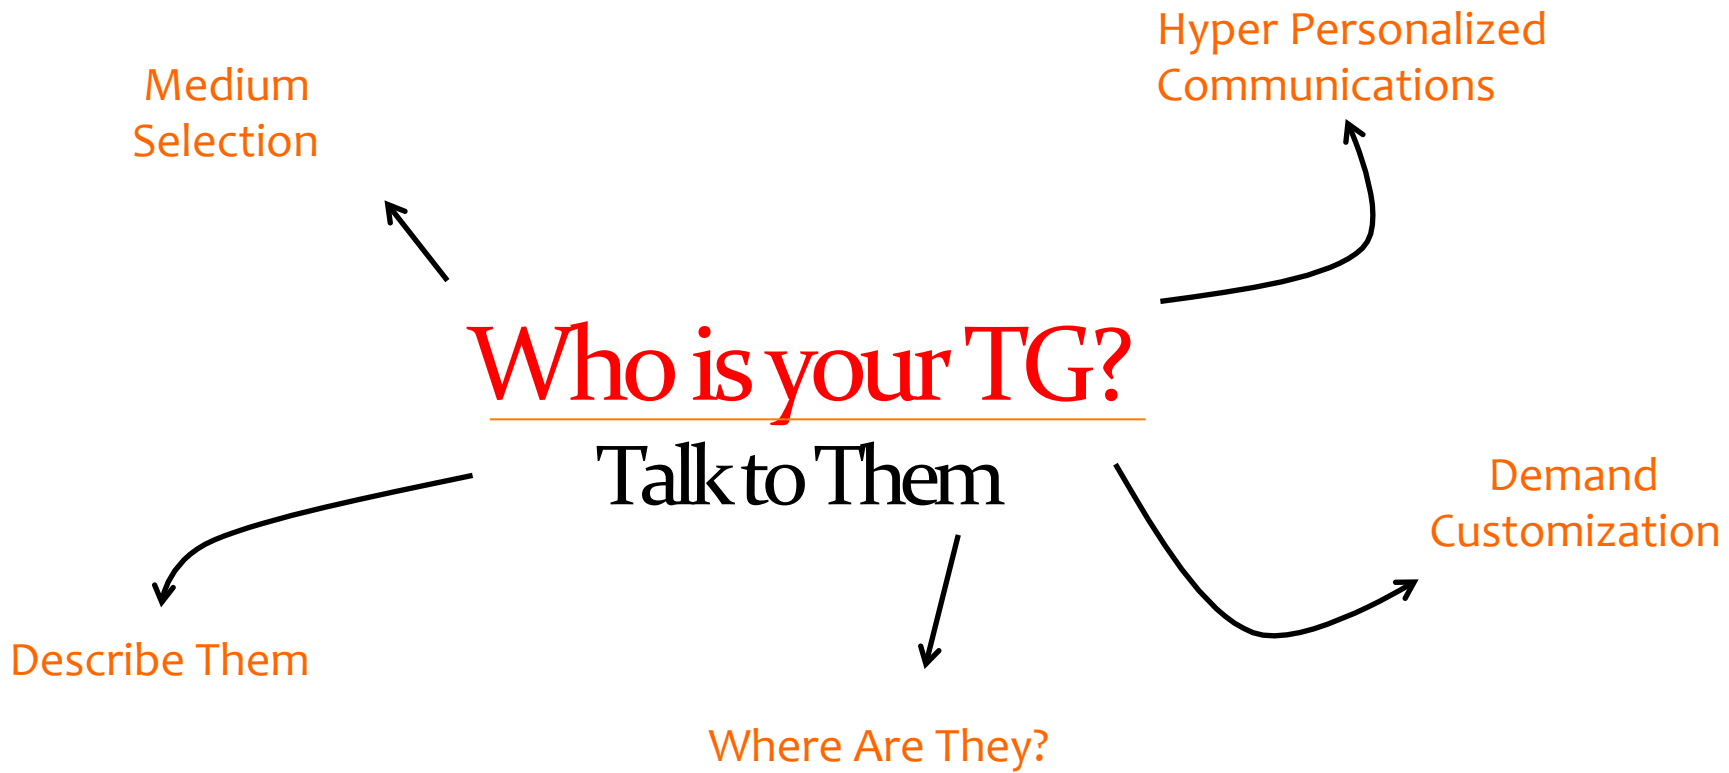 Hyper Personalized
Communications
Medium
Selection
Who is your TG?
Talk to Them
Demand
Customization
Describe Them
Where Are They?